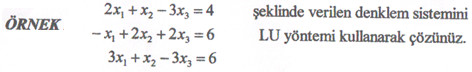 2x₁ + x₂ − 3x₃ = 4 şeklinde verilen denklem sistemini
ÖRNEK −x₁ + 2x₂ + 2x₃ = 6 LU yöntemi kullanarak çözünüz.
3x₁ + x₂ − 3x₃ = 6